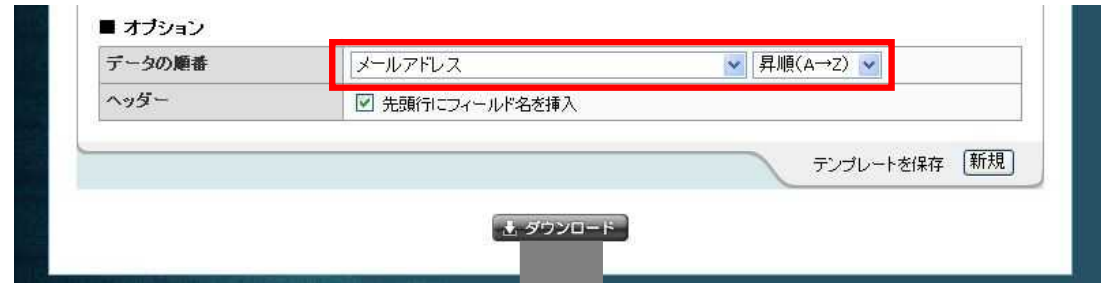 ■ オプション
データの順番 メールアドレス 昇順(A→Z)
ヘッダー 先頭行にフィールド名を挿入
テンプレートを保存 新規
ダウンロード